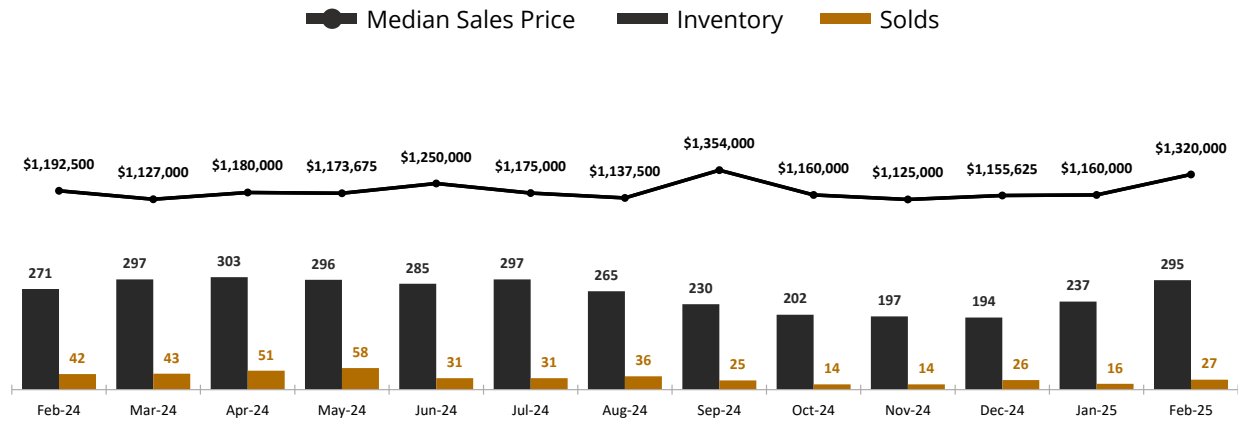 Median Sales Price Inventory Solds
$1,192,500 $1,127,000 $1,180,000 $1,173,675 $1,250,000 $1,175,000 $1,137,500 $1,354,000 $1,160,000 $1,125,000 $1,155,625 $1,160,000 $1,320,000
271 297 303 296 285 297 265 230 202 197 194 237 295
42 43 51 58 31 31 36 25 14 14 26 16 27
Feb-24 Mar-24 Apr-24 May-24 Jun-24 Jul-24 Aug-24 Sep-24 Oct-24 Nov-24 Dec-24 Jan-25 Feb-25